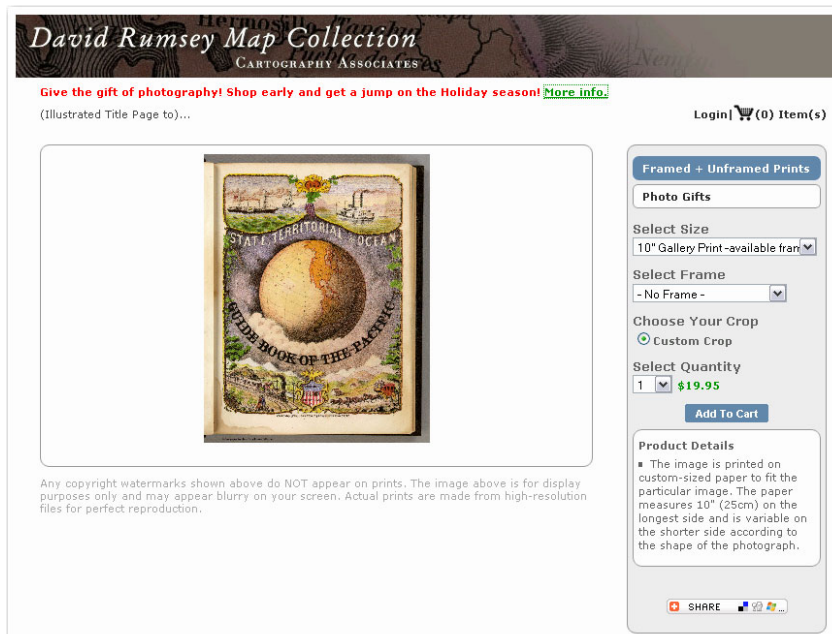 David Rumsey Map Collection
CARTOGRAPHY ASSOCIATES
Give the gift of photography! Shop early and get a jump on the Holiday season! More info.
(Illustrated Title Page to)...
Login| (0) Item(s)
STATE, TERRITORIAL
OCEAN
GUIDE BOOK OF THE PACIFIC
Any copyright watermarks shown above do NOT appear on prints. The image above is for display
purposes only and may appear blurry on your screen. Actual prints are made from high-resolution
files for perfect reproduction.
Framed + Unframed Prints
Photo Gifts
Select Size
10" Gallery Print -available fram
Select Frame
- No Frame -
Choose Your Crop
Custom Crop
Select Quantity
1 $19.95
Add To Cart
Product Details
The image is printed on
custom-sized paper to fit the
particular image. The paper
measures 10" (25cm) on the
longest side and is variable on
the shorter side according to
the shape of the photograph.
SHARE ...